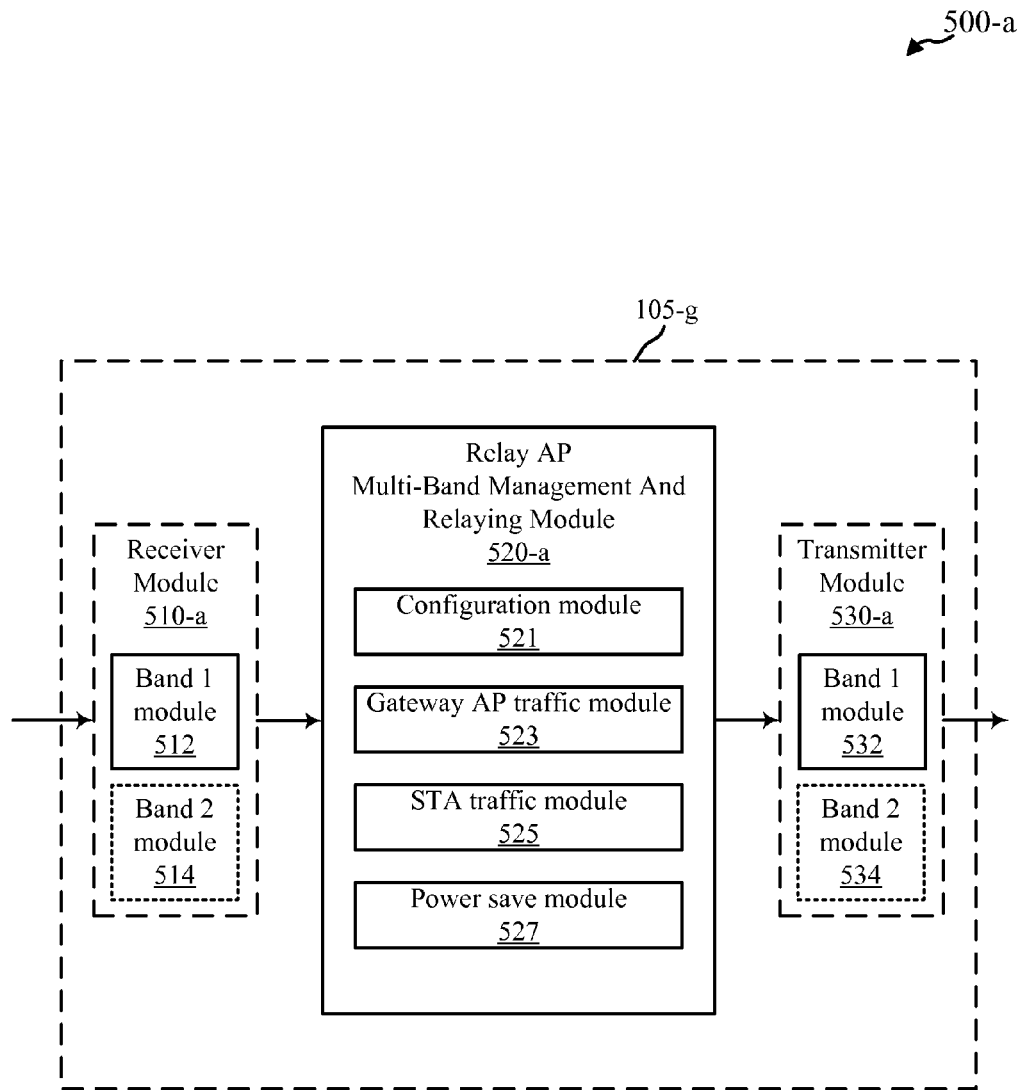 500-a
105-g
Relay AP
Multi-Band Management And
Relaying Module
520-a
Receiver
Module
510-a
Band 1
module
512
Band 2
module
514
Configuration module
521
Gateway AP traffic module
523
STA traffic module
525
Power save module
527
Transmitter
Module
530-a
Band 1
module
532
Band 2
module
534